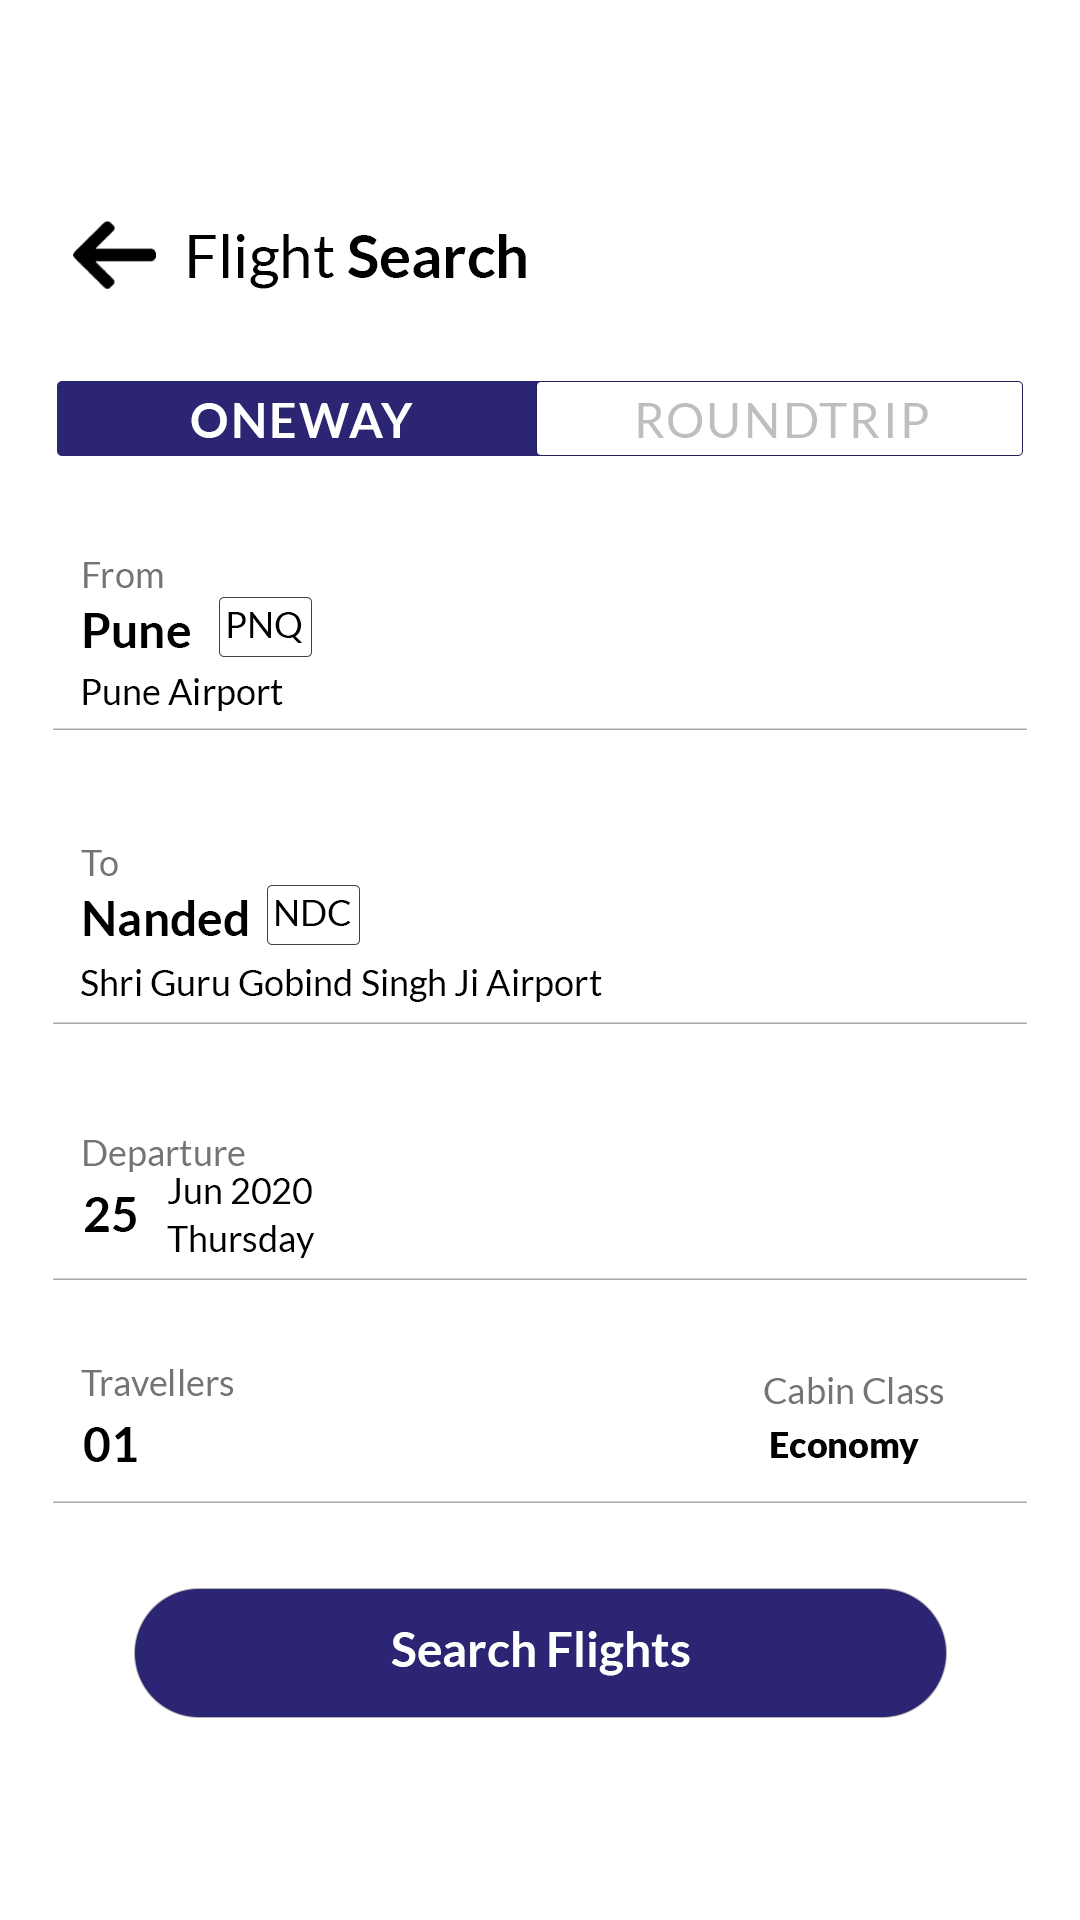 Flight Search
ONEWAY ROUNDTRIP
From
Pune PNQ
Pune Airport
To
Nanded NDC
Shri Guru Gobind Singh Ji Airport
Departure
25 Jun 2020
Thursday
Travellers
01
Cabin Class
Economy
Search Flights